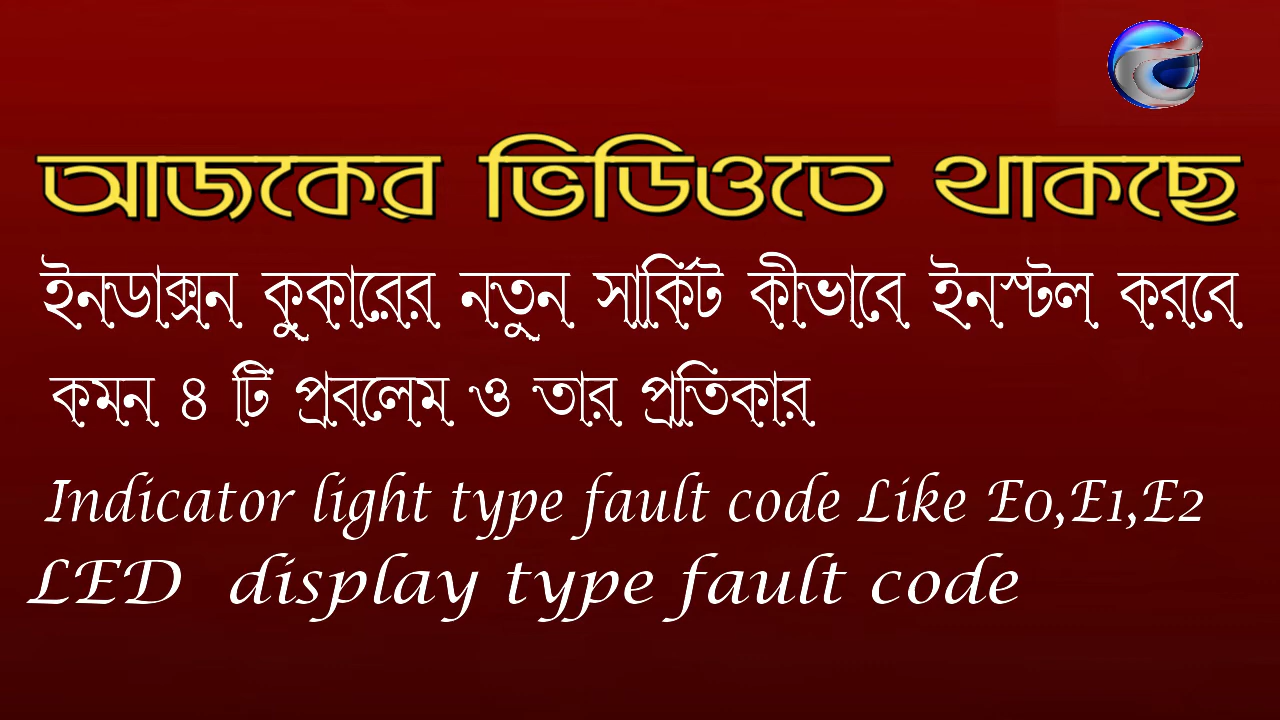 আজকের ভিডিওতে থাকছে
ইনডাক্সন কুকারের নতুন সার্কিট কীভাবে ইনস্টল করবে
কমন ৪ টি প্রবলেম ও তার প্রতিকার
Indicator light type fault code Like E0,E1,E2
LED display type fault code